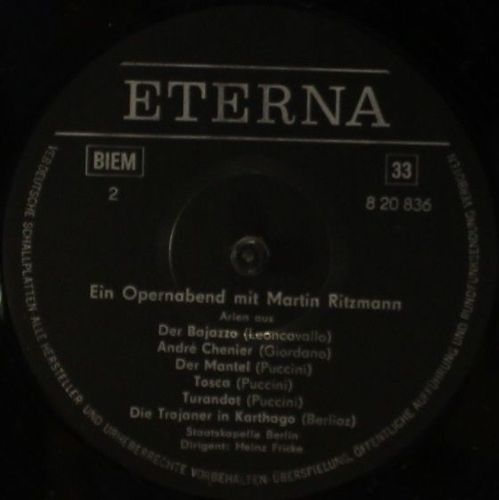 ETERNA
BIEM
33
2
8 20 836
Ein Opernabend mit Martin Ritzmann
Arien aus
Der Bajazzo (Leoncavallo)
André Chenier (Giordano)
Der Mantel (Puccini)
Tosca (Puccini)
Turandot (Puccini)
Die Trojaner in Karthago (Berlioz)
Staatskapelle Berlin
Dirigent: Heinz Fricke
VEB DEUTSCHE SCHALLPLATTEN ALLE HERSTELLER- UND URHEBERRECHTE VORBEHALTEN · ÜBERSPIELUNG, ÖFFENTLICHE AUFFÜHRUNG UND RUNDFUNKSENDUNG VERBOTEN